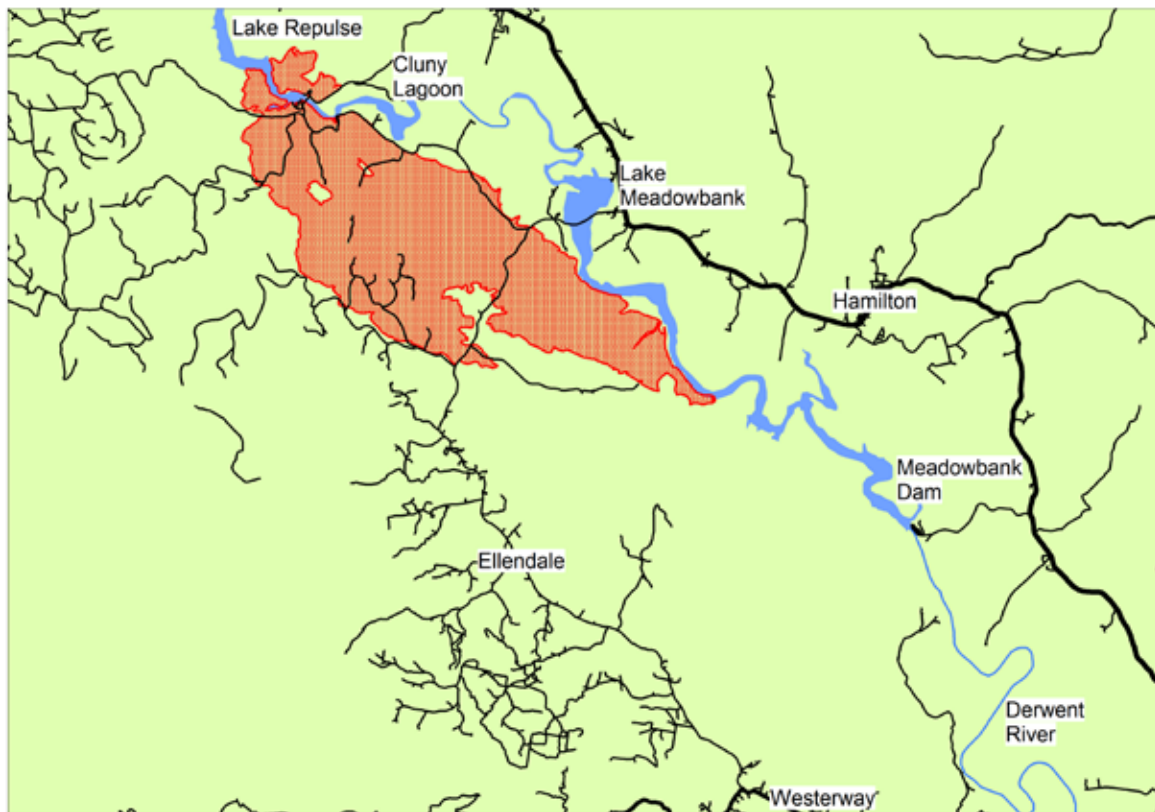 Lake Repulse
Cluny
Lagoon
Lake
Meadowbank
Hamilton
Meadowbank
Dam
Ellendale
Derwent
River
Westerway